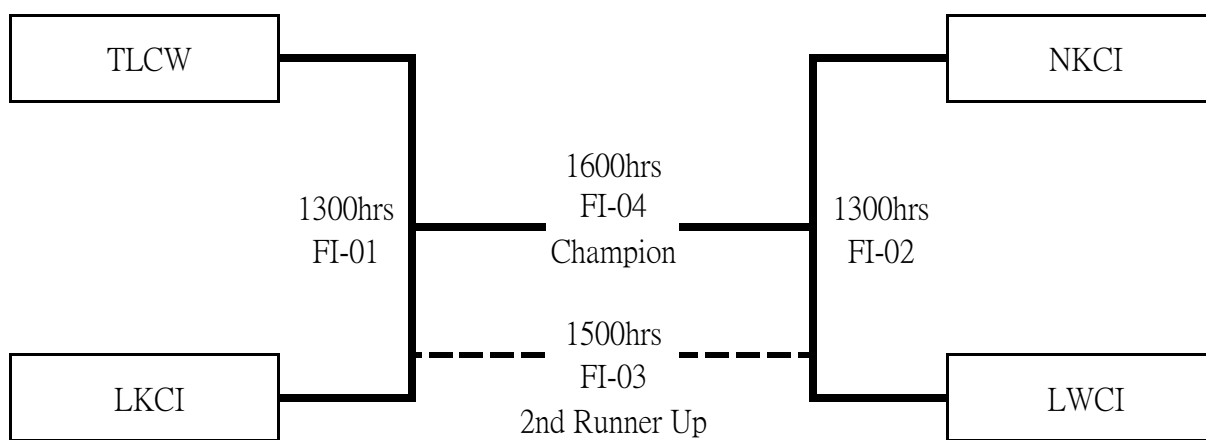 TLCW
NKCI
1600hrs
FI-04
Champion
1300hrs
FI-01
1300hrs
FI-02
1500hrs
FI-03
2nd Runner Up
LKCI
LWCI